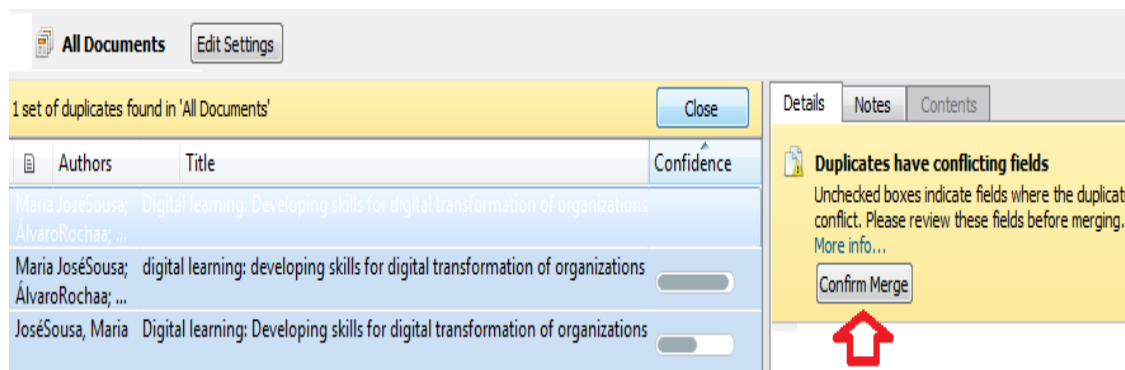 All Documents Edit Settings
1 set of duplicates found in 'All Documents' Close
Authors Title Confidence
Maria JoséSousa; Digital learning: Developing skills for digital transformation of organizations
ÁlvaroRochaa; ...
Maria JoséSousa; digital learning: developing skills for digital transformation of organizations
ÁlvaroRochaa; ...
JoséSousa, Maria Digital learning: Developing skills for digital transformation of organizations
Details Notes Contents
Duplicates have conflicting fields
Unchecked boxes indicate fields where the duplicat
conflict. Please review these fields before merging.
More info...
Confirm Merge